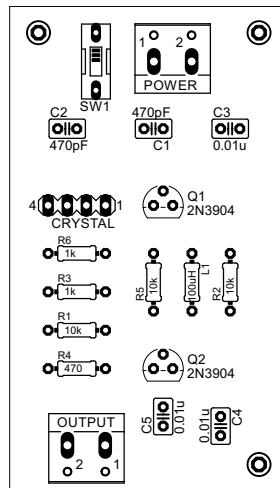 1 2
POWER
SW1
C2
470pF
470pF
C1
C3
0.01u
4 1
CRYSTAL
Q1
2N3904
R6
1k
R3
1k
R1
10k
R4
470
R5
10k
100uH
L1
R2
10k
Q2
2N3904
C5
0.01u
0.01u
C4
OUTPUT
2 1